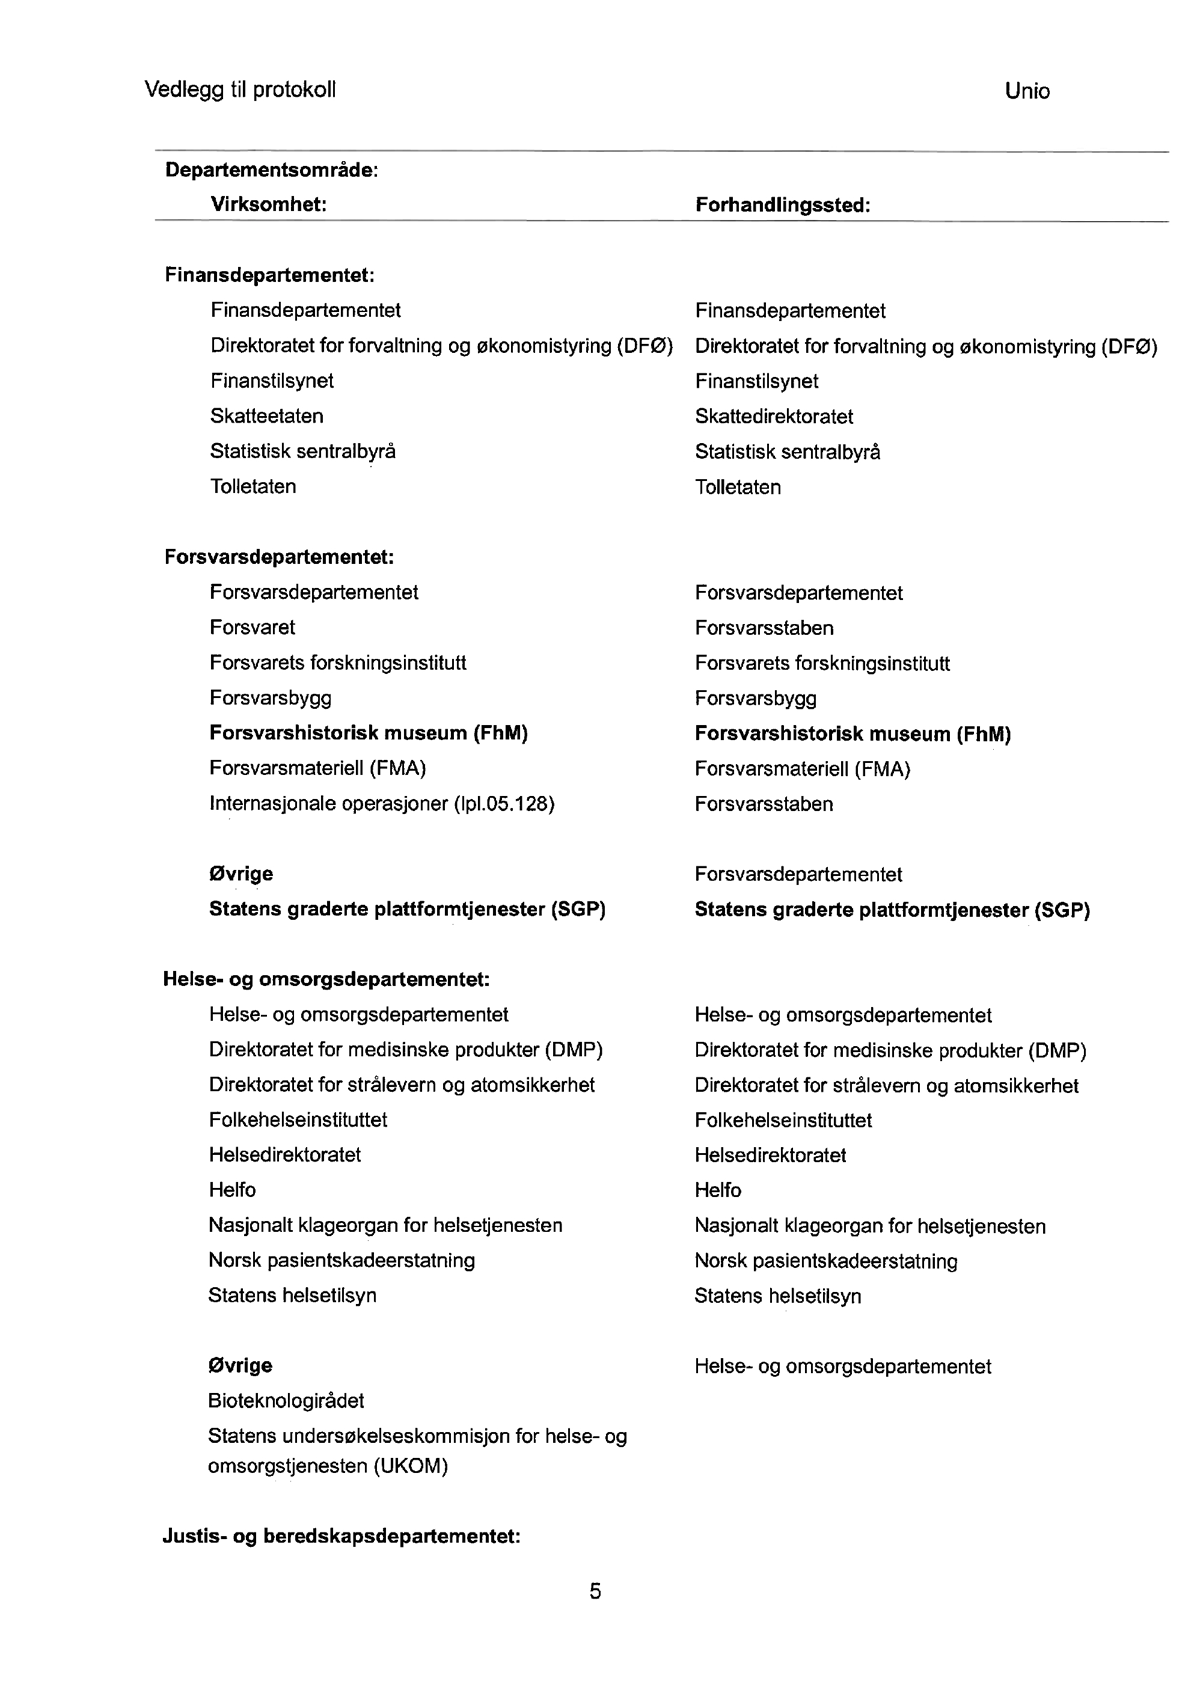 Vedlegg til protokoll Unio
Departementsområde:
Virksomhet: Forhandlingssted:
Finansdepartementet:
Finansdepartementet Finansdepartementet
Direktoratet for forvaltning og økonomistyring (DFØ) Direktoratet for forvaltning og økonomistyring (DFØ)
Finanstilsynet Finanstilsynet
Skatteetaten Skattedirektoratet
Statistisk sentralbyrå Statistisk sentralbyrå
Tolletaten Tolletaten
Forsvarsdepartementet:
Forsvarsdepartementet Forsvarsdepartementet
Forsvaret Forsvarsstaben
Forsvarets forskningsinstitutt Forsvarets forskningsinstitutt
Forsvarsbygg Forsvarsbygg
Forsvarshistorisk museum (FhM) Forsvarshistorisk museum (FhM)
Forsvarsmateriell (FMA) Forsvarsmateriell (FMA)
Internasjonale operasjoner (lpl.05.128) Forsvarsstaben
Øvrige Forsvarsdepartementet
Statens graderte plattformtjenester (SGP) Statens graderte plattformtjenester (SGP)
Helse- og omsorgsdepartementet:
Helse- og omsorgsdepartementet Helse- og omsorgsdepartementet
Direktoratet for medisinske produkter (DMP) Direktoratet for medisinske produkter (DMP)
Direktoratet for strålevern og atomsikkerhet Direktoratet for strålevern og atomsikkerhet
Folkehelseinstituttet Folkehelseinstituttet
Helsedirektoratet Helsedirektoratet
Helfo Helfo
Nasjonalt klageorgan for helsetjenesten Nasjonalt klageorgan for helsetjenesten
Norsk pasientskadeerstatning Norsk pasientskadeerstatning
Statens helsetilsyn Statens helsetilsyn
Øvrige Helse- og omsorgsdepartementet
Bioteknologirådet
Statens undersøkelseskommisjon for helse- og
omsorgstjenesten (UKOM)
Justis- og beredskapsdepartementet:
5